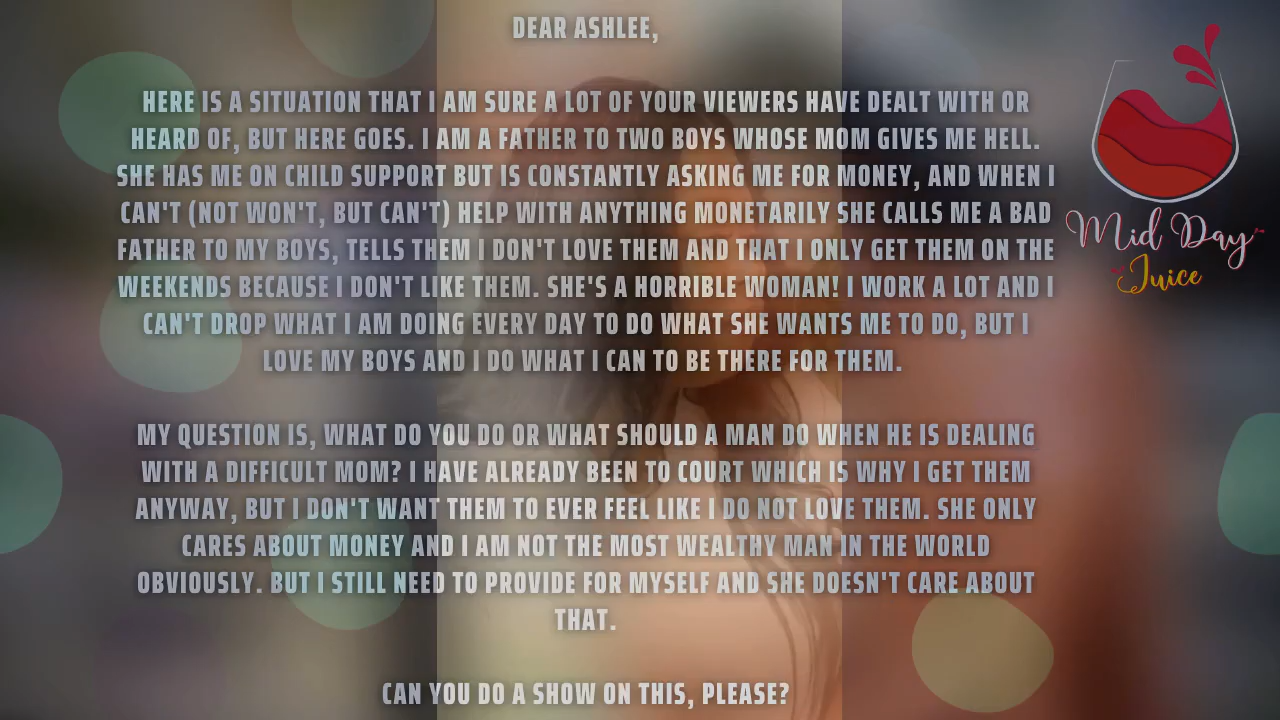 DEAR ASHLEE,
HERE IS A SITUATION THAT I AM SURE A LOT OF YOUR VIEWERS HAVE DEALT WITH OR
HEARD OF, BUT HERE GOES. I AM A FATHER TO TWO BOYS WHOSE MOM GIVES ME HELL.
SHE HAS ME ON CHILD SUPPORT BUT IS CONSTANTLY ASKING ME FOR MONEY, AND WHEN I
CAN'T (NOT WON'T, BUT CAN'T) HELP WITH ANYTHING MONETARILY SHE CALLS ME A BAD
FATHER TO MY BOYS, TELLS THEM I DON'T LOVE THEM AND THAT I ONLY GET THEM ON THE
WEEKENDS BECAUSE I DON'T LIKE THEM. SHE'S A HORRIBLE WOMAN! I WORK A LOT AND I
CAN'T DROP WHAT I AM DOING EVERY DAY TO DO WHAT SHE WANTS ME TO DO, BUT I
LOVE MY BOYS AND I DO WHAT I CAN TO BE THERE FOR THEM.
MY QUESTION IS, WHAT DO YOU DO OR WHAT SHOULD A MAN DO WHEN HE IS DEALING
WITH A DIFFICULT MOM? I HAVE ALREADY BEEN TO COURT WHICH IS WHY I GET THEM
ANYWAY, BUT I DON'T WANT THEM TO EVER FEEL LIKE I DO NOT LOVE THEM. SHE ONLY
CARES ABOUT MONEY AND I AM NOT THE MOST WEALTHY MAN IN THE WORLD
OBVIOUSLY. BUT I STILL NEED TO PROVIDE FOR MYSELF AND SHE DOESN'T CARE ABOUT
THAT.
CAN YOU DO A SHOW ON THIS, PLEASE?
Mid Day
Juice